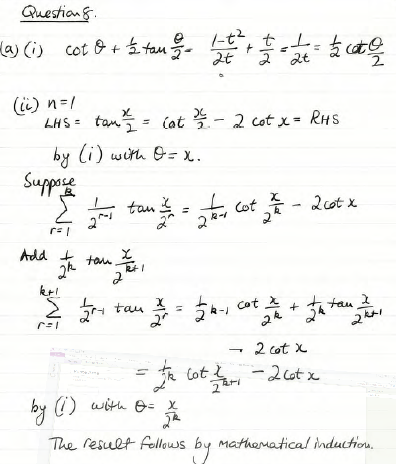 Question 8.
(a) (i) cot θ + 1/2 tan θ/2 = (1-t²)/2t + t/2 = 1/2t = 1/2 cot θ/2
(ii) n=1
LHS = tan x/2 = cot x/2 - 2 cot x = RHS
by (i) with θ = x.
Suppose
k Σ r=1 1/2^(r-1) tan x/2^r = 1/2^(k-1) cot x/2^k - 2 cot x
Add 1/2^k tan x/2^(k+1)
k+1 Σ r=1 1/2^(r-1) tan x/2^r = 1/2^(k-1) cot x/2^k + 1/2^k tan x/2^(k+1)
- 2 cot x
= 1/2^k cot x/2^(k+1) - 2 cot x
by (i) with θ = x/2^k
The result follows by mathematical induction.